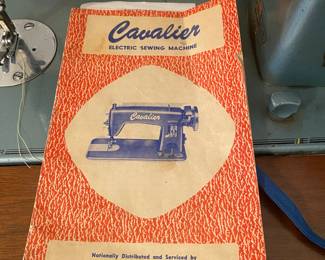 Cavalier
ELECTRIC SEWING MACHINE
Cavalier
Nationally Distributed and Serviced by